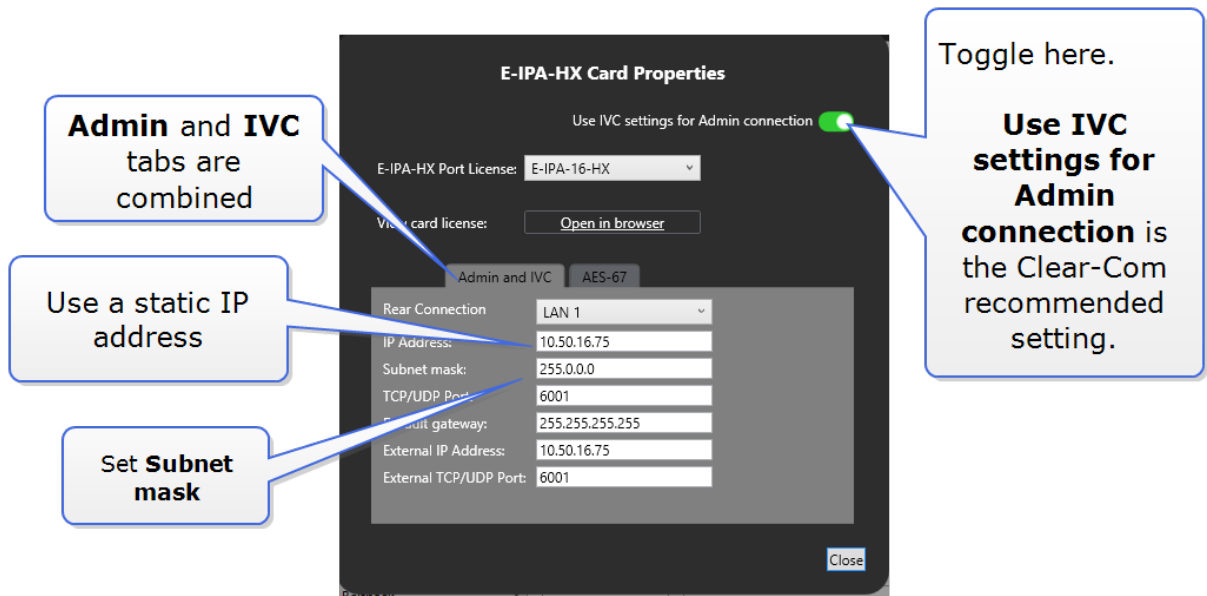 E-IPA-HX Card Properties
Use IVC settings for Admin connection
E-IPA-HX Port License: E-IPA-16-HX
card license: Open in browser
Admin and IVC AES-67
Rear Connection LAN 1
IP Address: 10.50.16.75
Subnet mask: 255.0.0.0
TCP/UDP Port: 6001
gateway: 255.255.255.255
External IP Address: 10.50.16.75
External TCP/UDP Port: 6001
Close
Admin and IVC
tabs are
combined
Use a static IP
address
Set Subnet
mask
Toggle here.
Use IVC
settings for
Admin
connection is
the Clear-Com
recommended
setting.